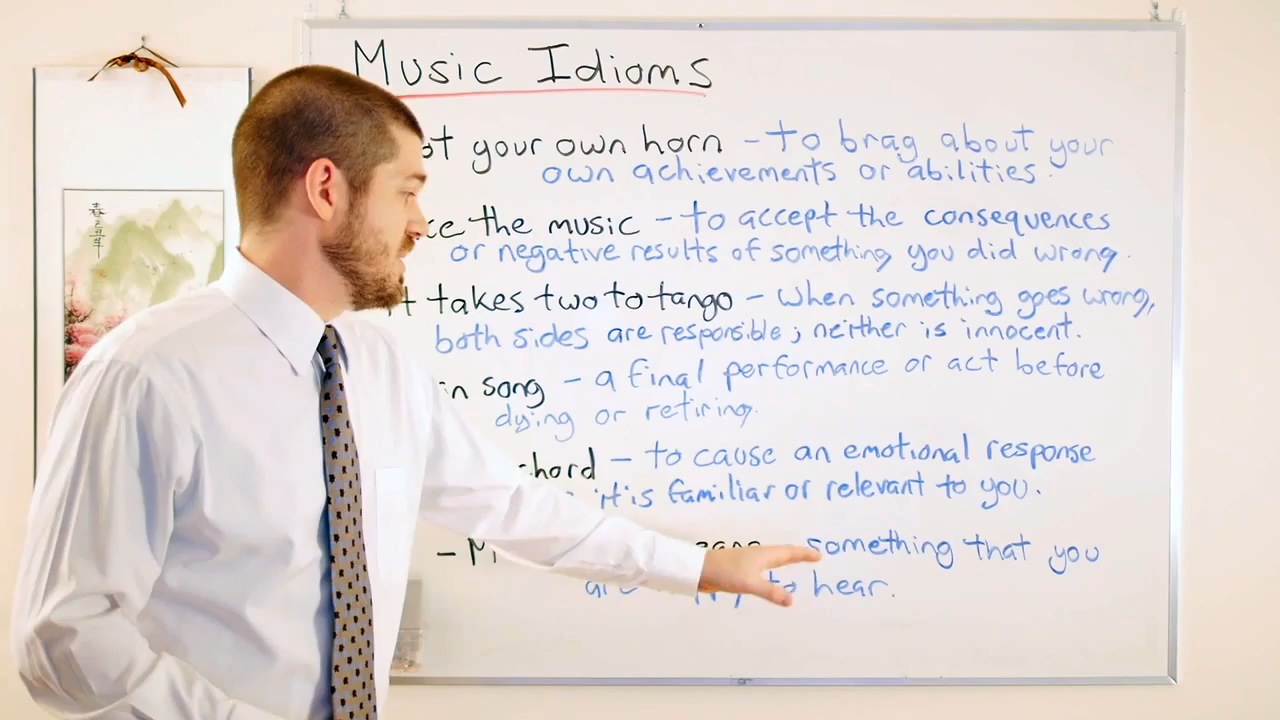 Music Idioms
your own horn - to brag about your
own achievements or abilities.
the music - to accept the consequences
or negative results of something you did wrong.
takes two to tango - when something goes wrong,
both sides are responsible; neither is innocent.
song - a final performance or act before
dying or retiring.
chord - to cause an emotional response
it is familiar or relevant to you.
something that you
to hear.